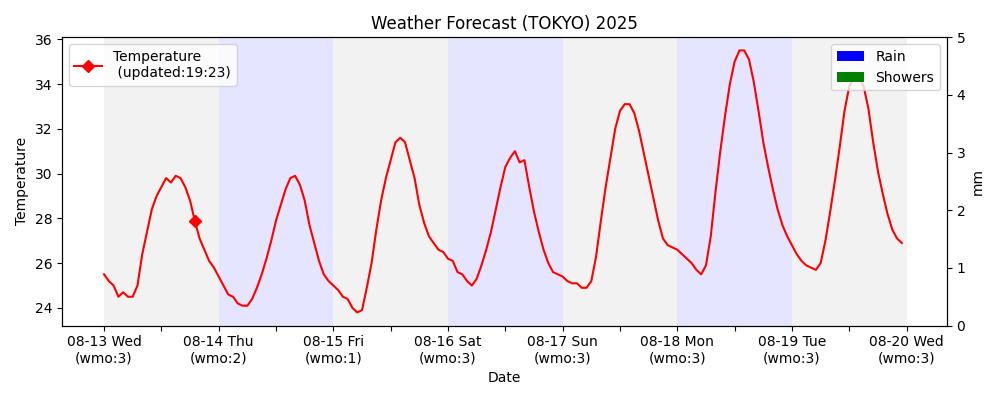 Weather Forecast (TOKYO) 2025
Temperature
(updated:19:23)
Rain
Showers
36
34
32
30
28
26
24
Temperature
5
4
3
2
1
0
mm
08-13 Wed
(wmo:3)
08-14 Thu
(wmo:2)
08-15 Fri
(wmo:1)
08-16 Sat
(wmo:3)
08-17 Sun
(wmo:3)
08-18 Mon
(wmo:3)
08-19 Tue
(wmo:3)
08-20 Wed
(wmo:3)
Date